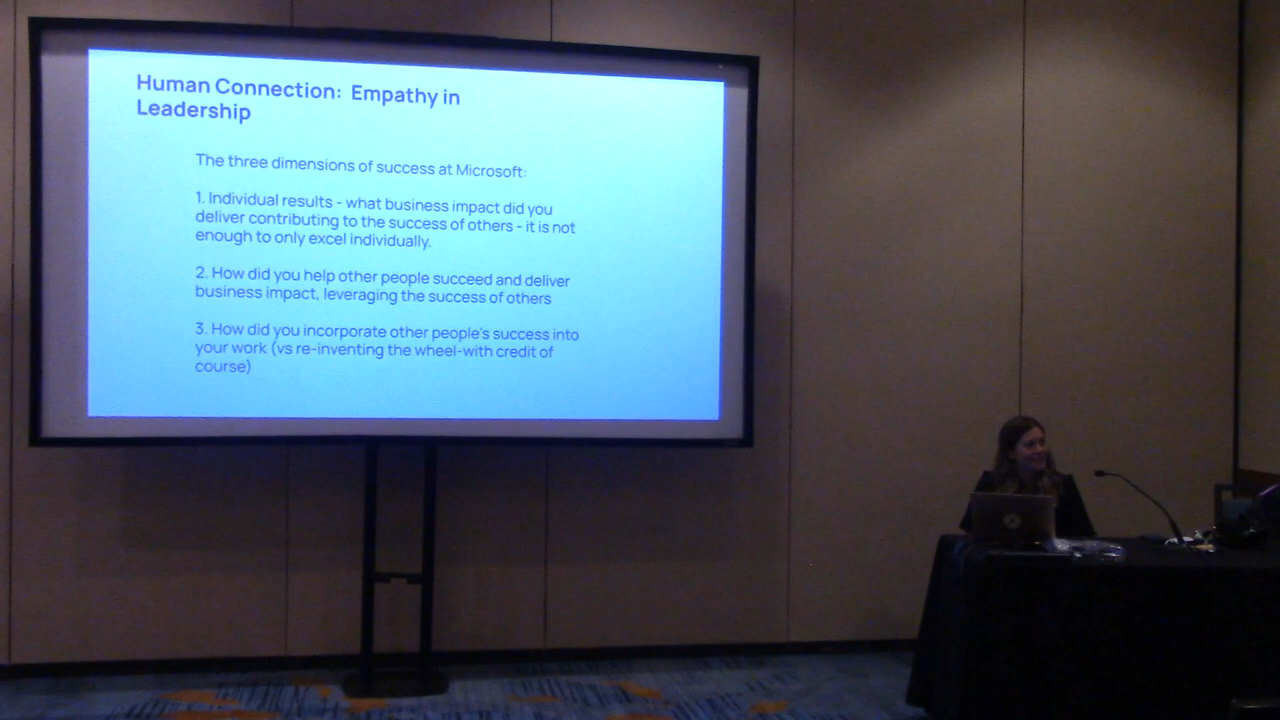 Human Connection: Empathy in
Leadership
The three dimensions of success at Microsoft:
1. Individual results - what business impact did you
deliver contributing to the success of others - it is not
enough to only excel individually.
2. How did you help other people succeed and deliver
business impact, leveraging the success of others
3. How did you incorporate other people's success into
your work (vs re-inventing the wheel-with credit of
course)